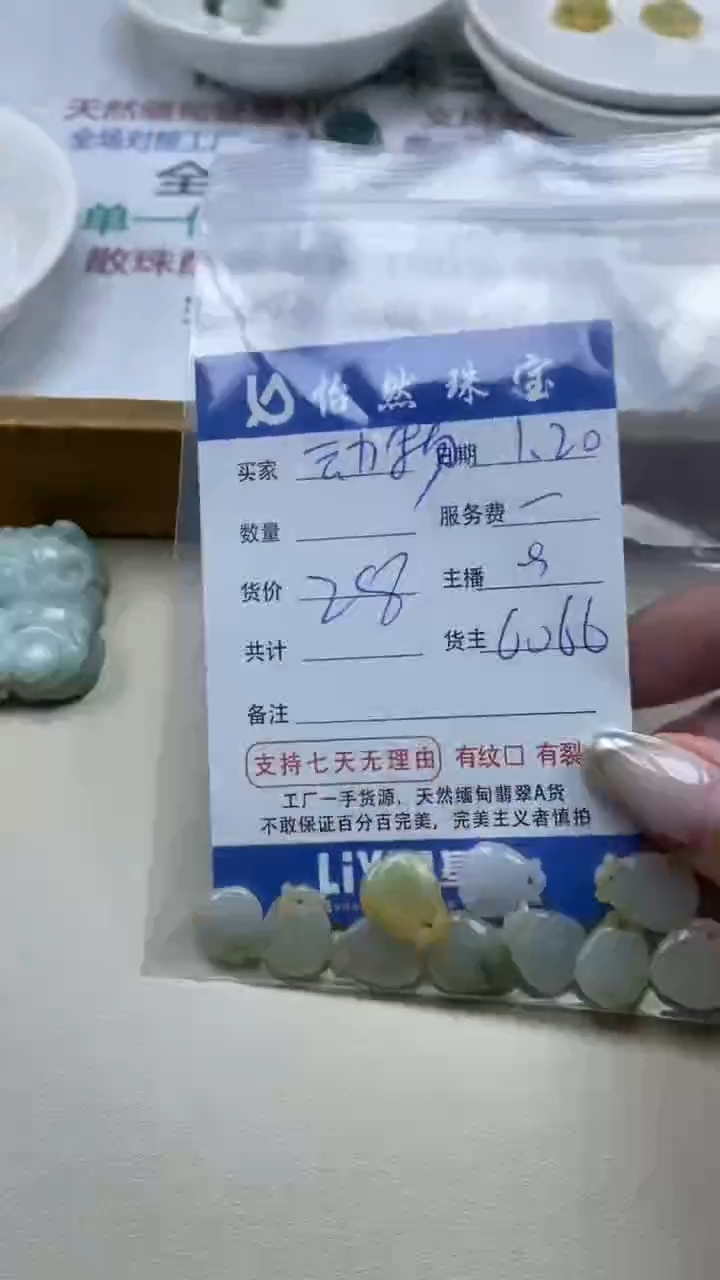 天然缅甸
全场对接工厂
支持
全
单一
散珠
怡然珠宝
买家 动物 日期 1.20
数量 服务费 一
货价 28 主播
共计 货主 6066
备注
支持七天无理由 有纹口 有裂
工厂一手货源，天然缅甸翡翠A货
不敢保证百分百完美，完美主义者慎拍